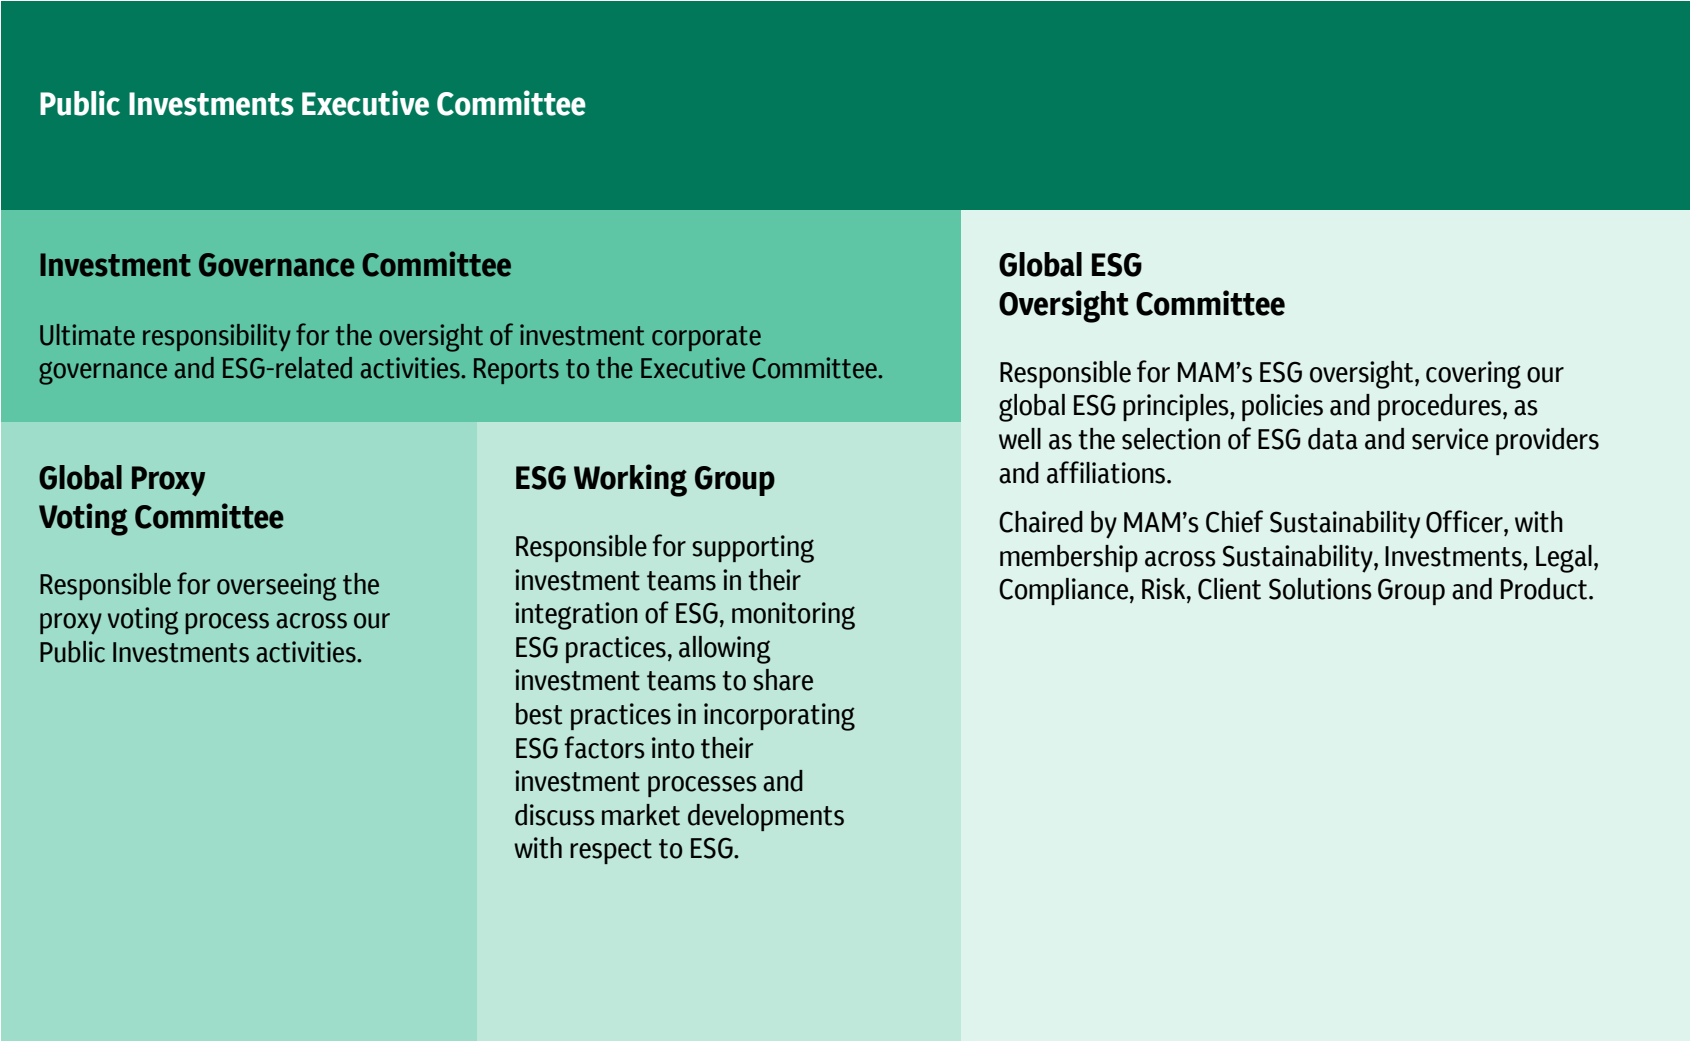 Public Investments Executive Committee
Investment Governance Committee
Ultimate responsibility for the oversight of investment corporate
governance and ESG-related activities. Reports to the Executive Committee.
Global Proxy
Voting Committee
Responsible for overseeing the
proxy voting process across our
Public Investments activities.
ESG Working Group
Responsible for supporting
investment teams in their
integration of ESG, monitoring
ESG practices, allowing
investment teams to share
best practices in incorporating
ESG factors into their
investment processes and
discuss market developments
with respect to ESG.
Global ESG
Oversight Committee
Responsible for MAM’s ESG oversight, covering our
global ESG principles, policies and procedures, as
well as the selection of ESG data and service providers
and affiliations.
Chaired by MAM’s Chief Sustainability Officer, with
membership across Sustainability, Investments, Legal,
Compliance, Risk, Client Solutions Group and Product.